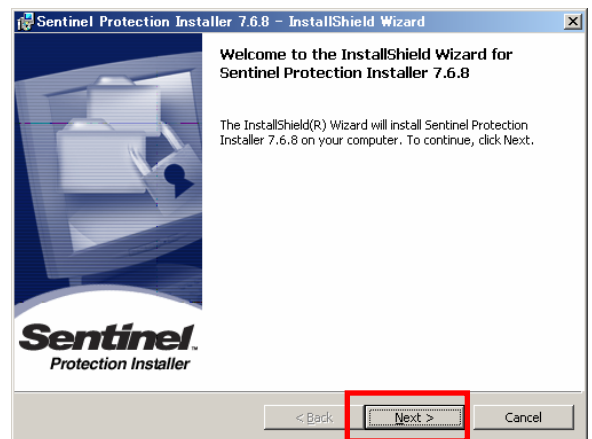 Sentinel Protection Installer 7.6.8 - InstallShield Wizard
Welcome to the InstallShield Wizard for
Sentinel Protection Installer 7.6.8
The InstallShield(R) Wizard will install Sentinel Protection
Installer 7.6.8 on your computer. To continue, click Next.
Sentinel™
Protection Installer
< Back
Next >
Cancel